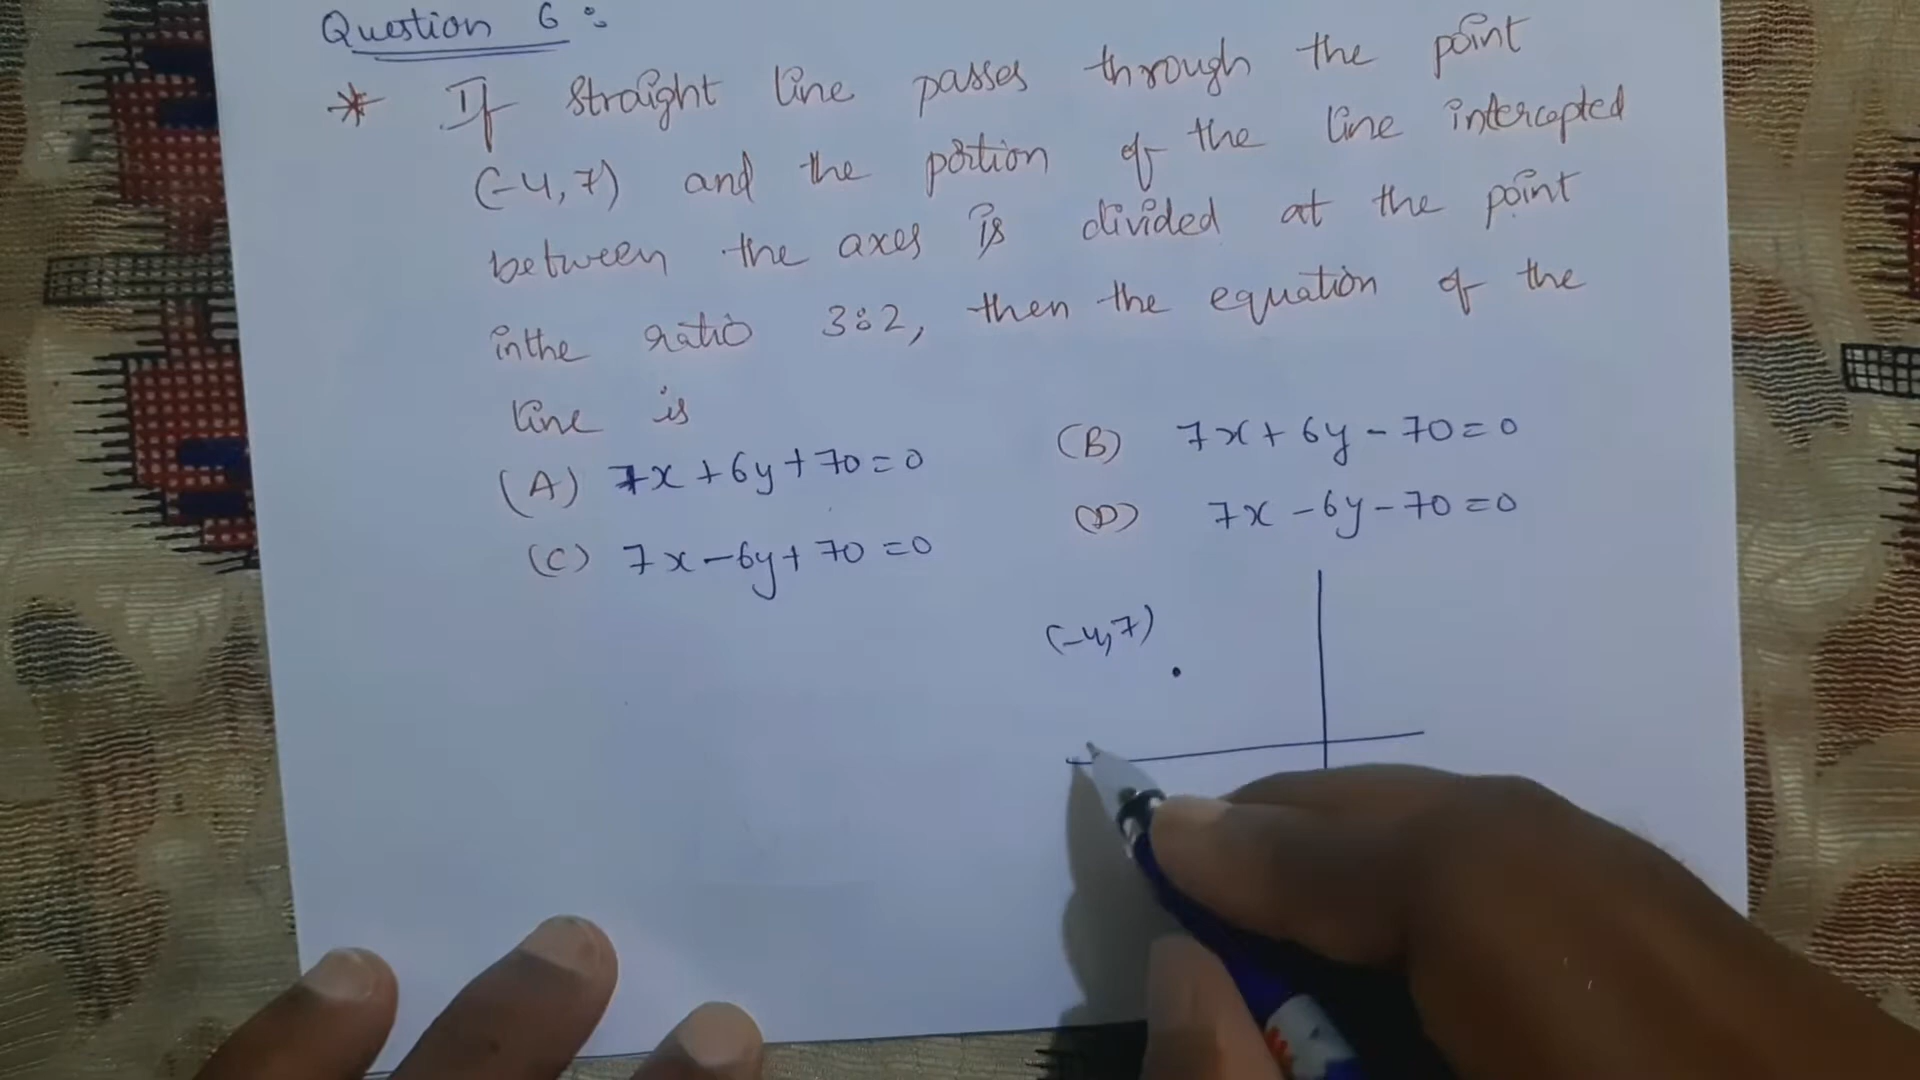 Question 6:
* If straight line passes through the point
(-4,7) and the portion of the line intercepted
between the axes is divided at the point
inthe ratio 3:2, then the equation of the
line is
(A) 7x+6y+70=0 (B) 7x+6y-70=0
(C) 7x-6y+70=0 (D) 7x-6y-70=0
(-4,7)